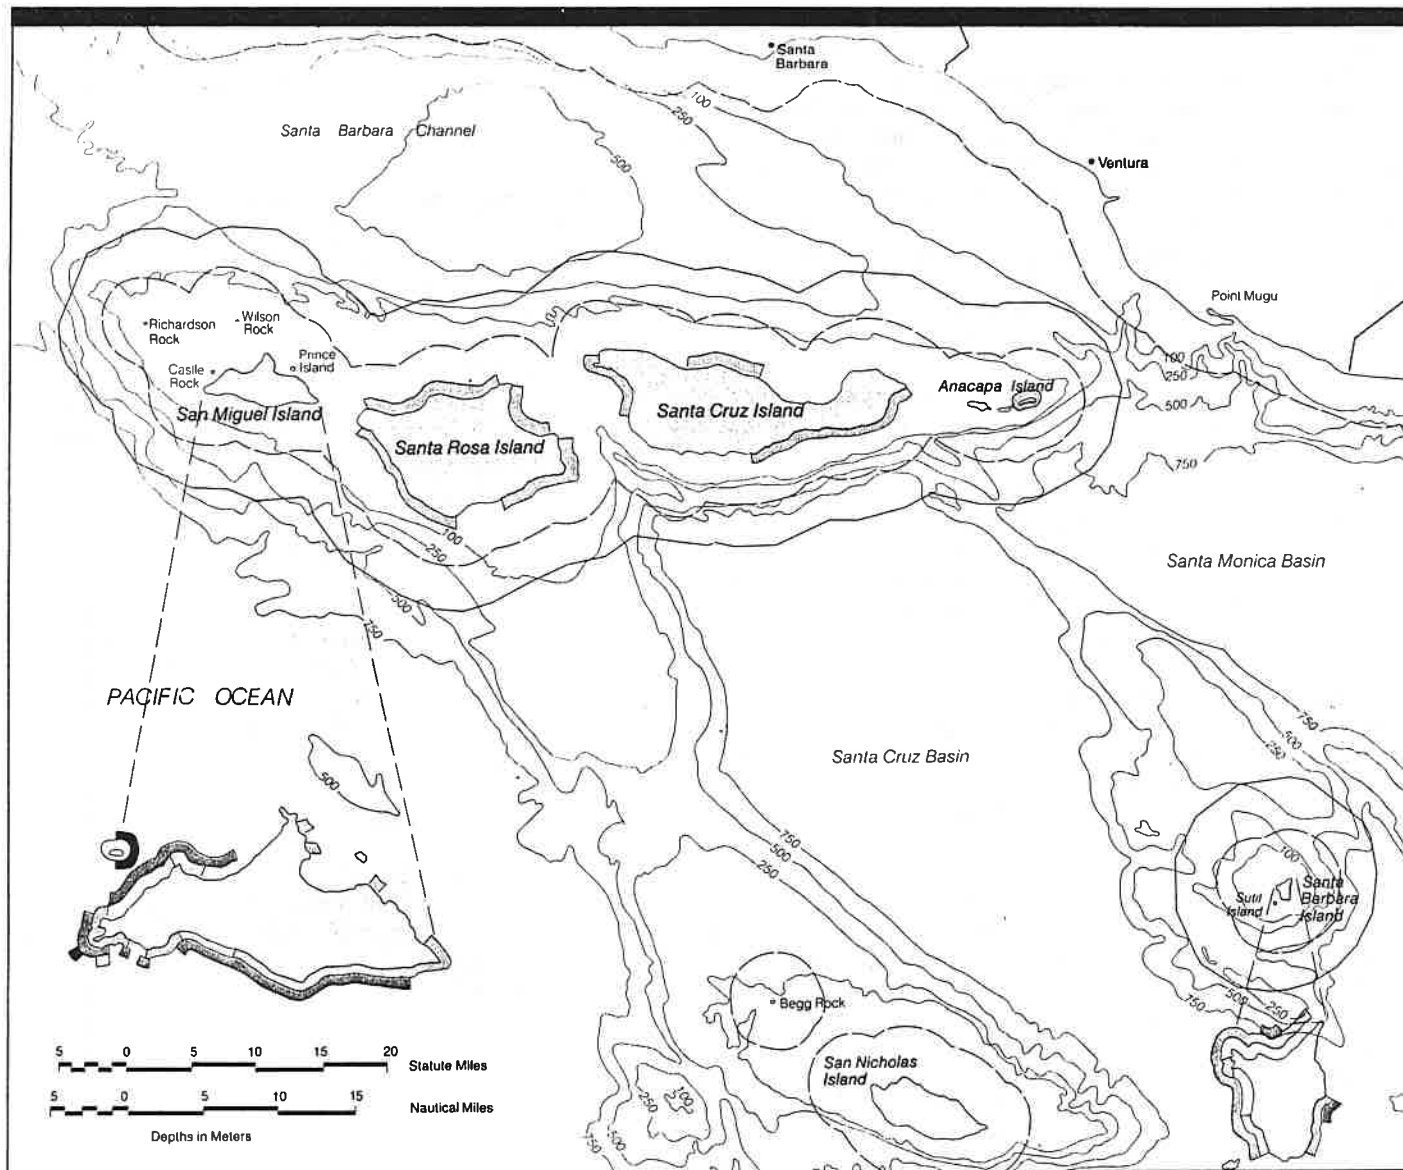 Santa
Barbara
Santa Barbara Channel
100
250
500
Ventura
Point Mugu
Richardson
Rock
Wilson
Rock
Prince
Island
Castle
Rock
San Miguel Island
Santa Rosa Island
Santa Cruz Island
Anacapa Island
100
250
500
750
100
250
500
750
Santa Monica Basin
PACIFIC OCEAN
Santa Cruz Basin
500
750
500
250
750
500
250
100
Sutil
Island
Santa
Barbara
Island
750
500
250
Begg Rock
San Nicholas
Island
100
250
500
750
5 0 5 10 15 20
Statute Miles
5 0 5 10 15
Nautical Miles
Depths in Meters